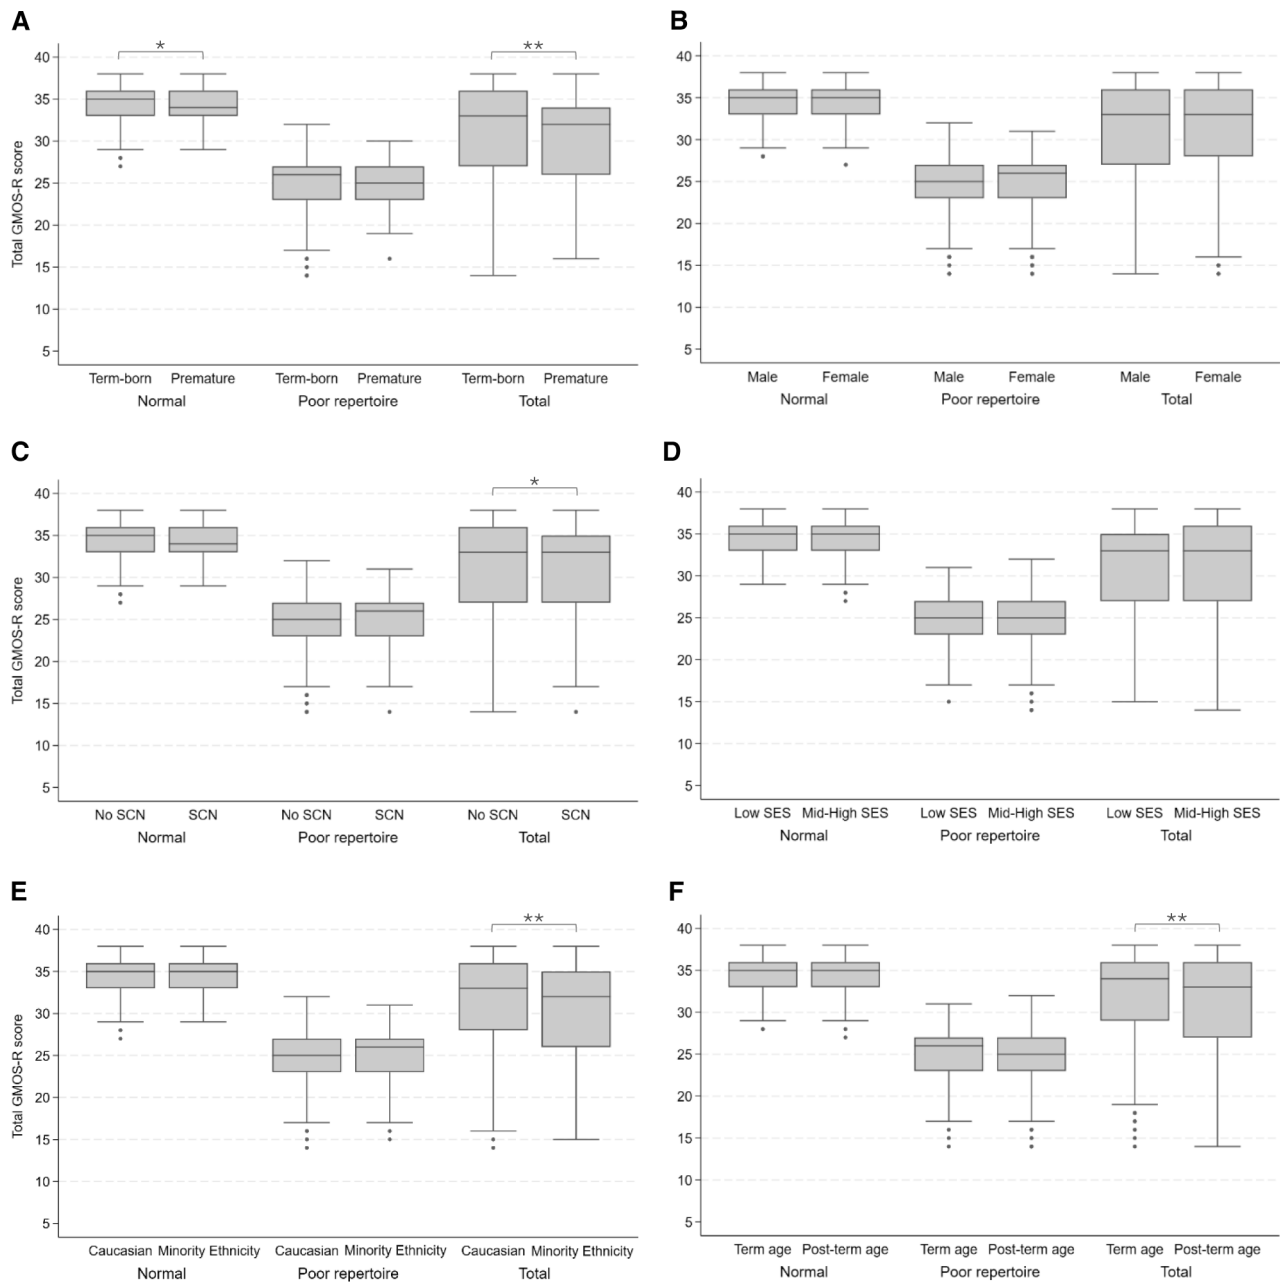 A
*
**
40
35
30
25
20
15
10
5
Total GMOS-R score
Term-born Premature Term-born Premature Term-born Premature
Normal Poor repertoire Total
B
40
35
30
25
20
15
10
5
Male Female Male Female Male Female
Normal Poor repertoire Total
C
*
40
35
30
25
20
15
10
5
Total GMOS-R score
No SCN SCN No SCN SCN No SCN SCN
Normal Poor repertoire Total
D
40
35
30
25
20
15
10
5
Low SES Mid-High SES Low SES Mid-High SES Low SES Mid-High SES
Normal Poor repertoire Total
E
**
40
35
30
25
20
15
10
5
Total GMOS-R score
Caucasian Minority Ethnicity Caucasian Minority Ethnicity Caucasian Minority Ethnicity
Normal Poor repertoire Total
F
**
40
35
30
25
20
15
10
5
Term age Post-term age Term age Post-term age Term age Post-term age
Normal Poor repertoire Total